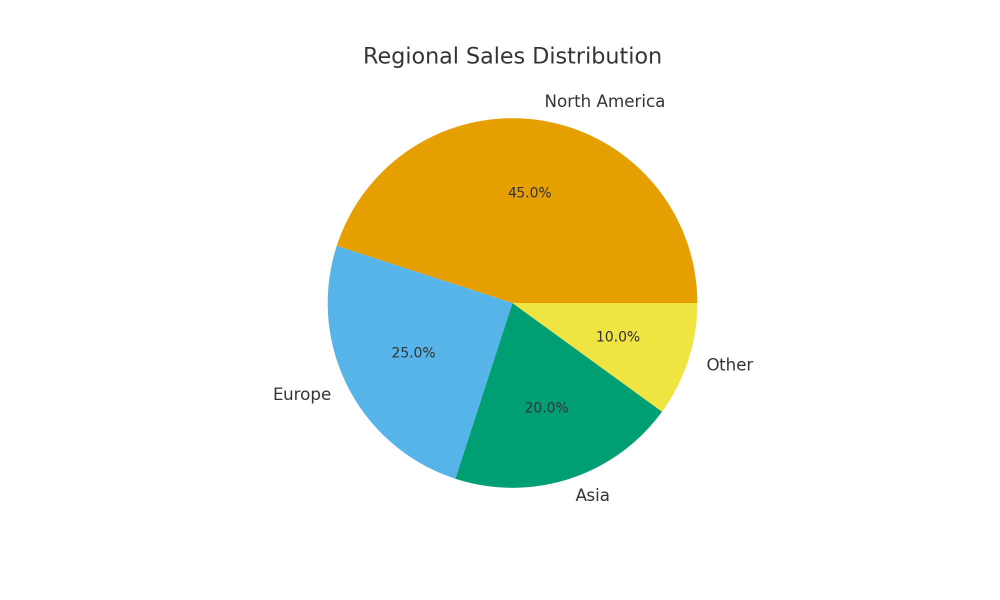 Regional Sales Distribution
North America
45.0%
10.0%
25.0%
Other
Europe
20.0%
Asia